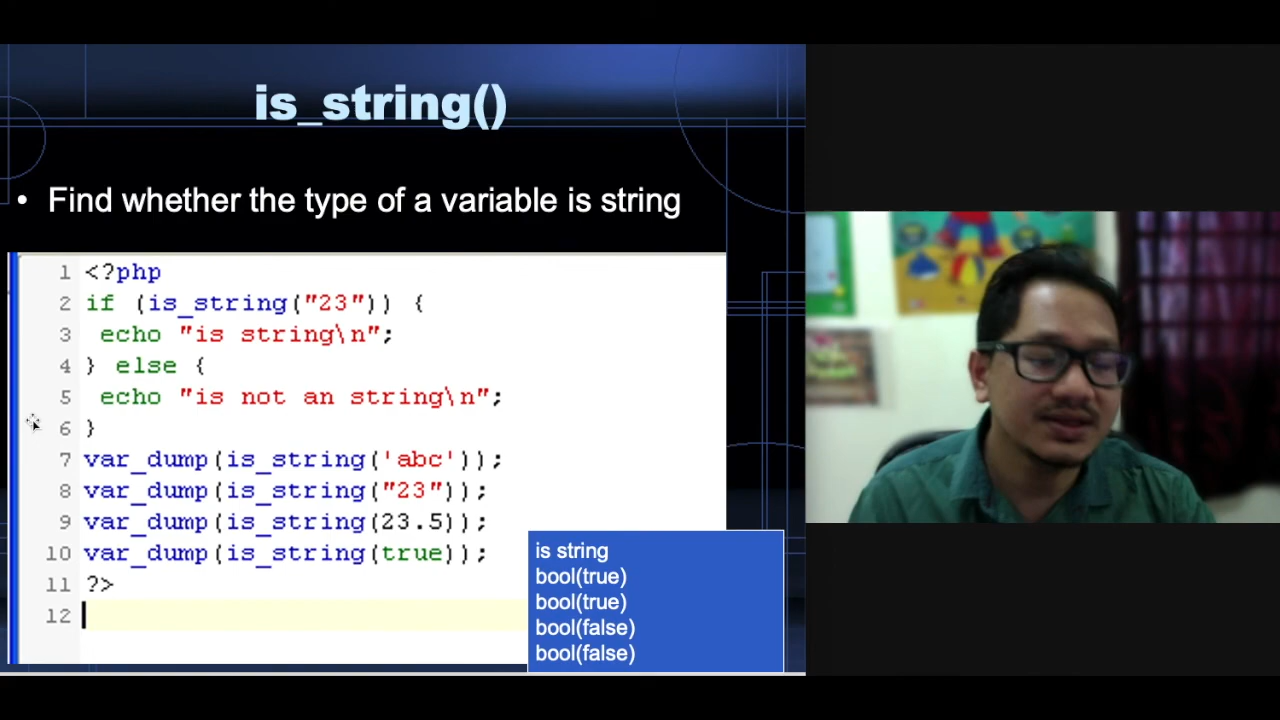 is_string()
• Find whether the type of a variable is string
1 <?php
2 if (is_string("23")) {
3  echo "is string\n";
4 } else {
5  echo "is not an string\n";
6 }
7 var_dump(is_string('abc'));
8 var_dump(is_string("23"));
9 var_dump(is_string(23.5));
10 var_dump(is_string(true));
11 ?>
12
is string
bool(true)
bool(true)
bool(false)
bool(false)